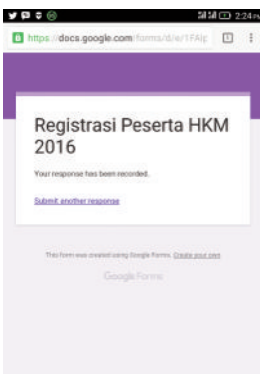 2:24
https://docs.google.com/forms/d/e/1FAIp
Registrasi Peserta HKM
2016
Your response has been recorded.
Submit another response
This form was created using Google Forms. Create your own
Google Forms